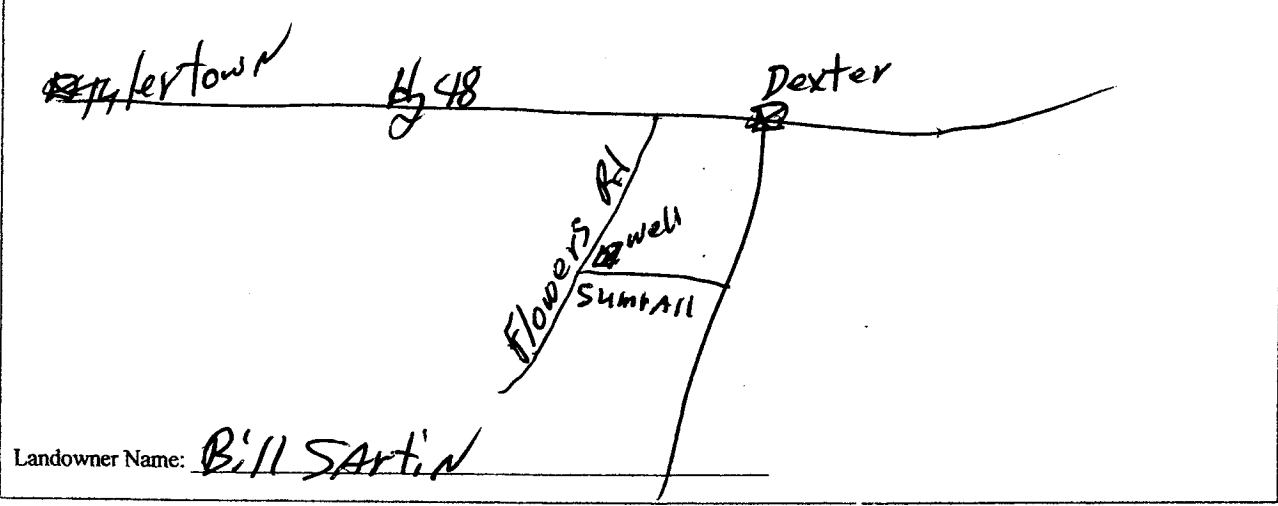 Tylertown
Hy 48
Dexter
Flowers Rd
well
Sumrall
Landowner Name: Bill Sartin